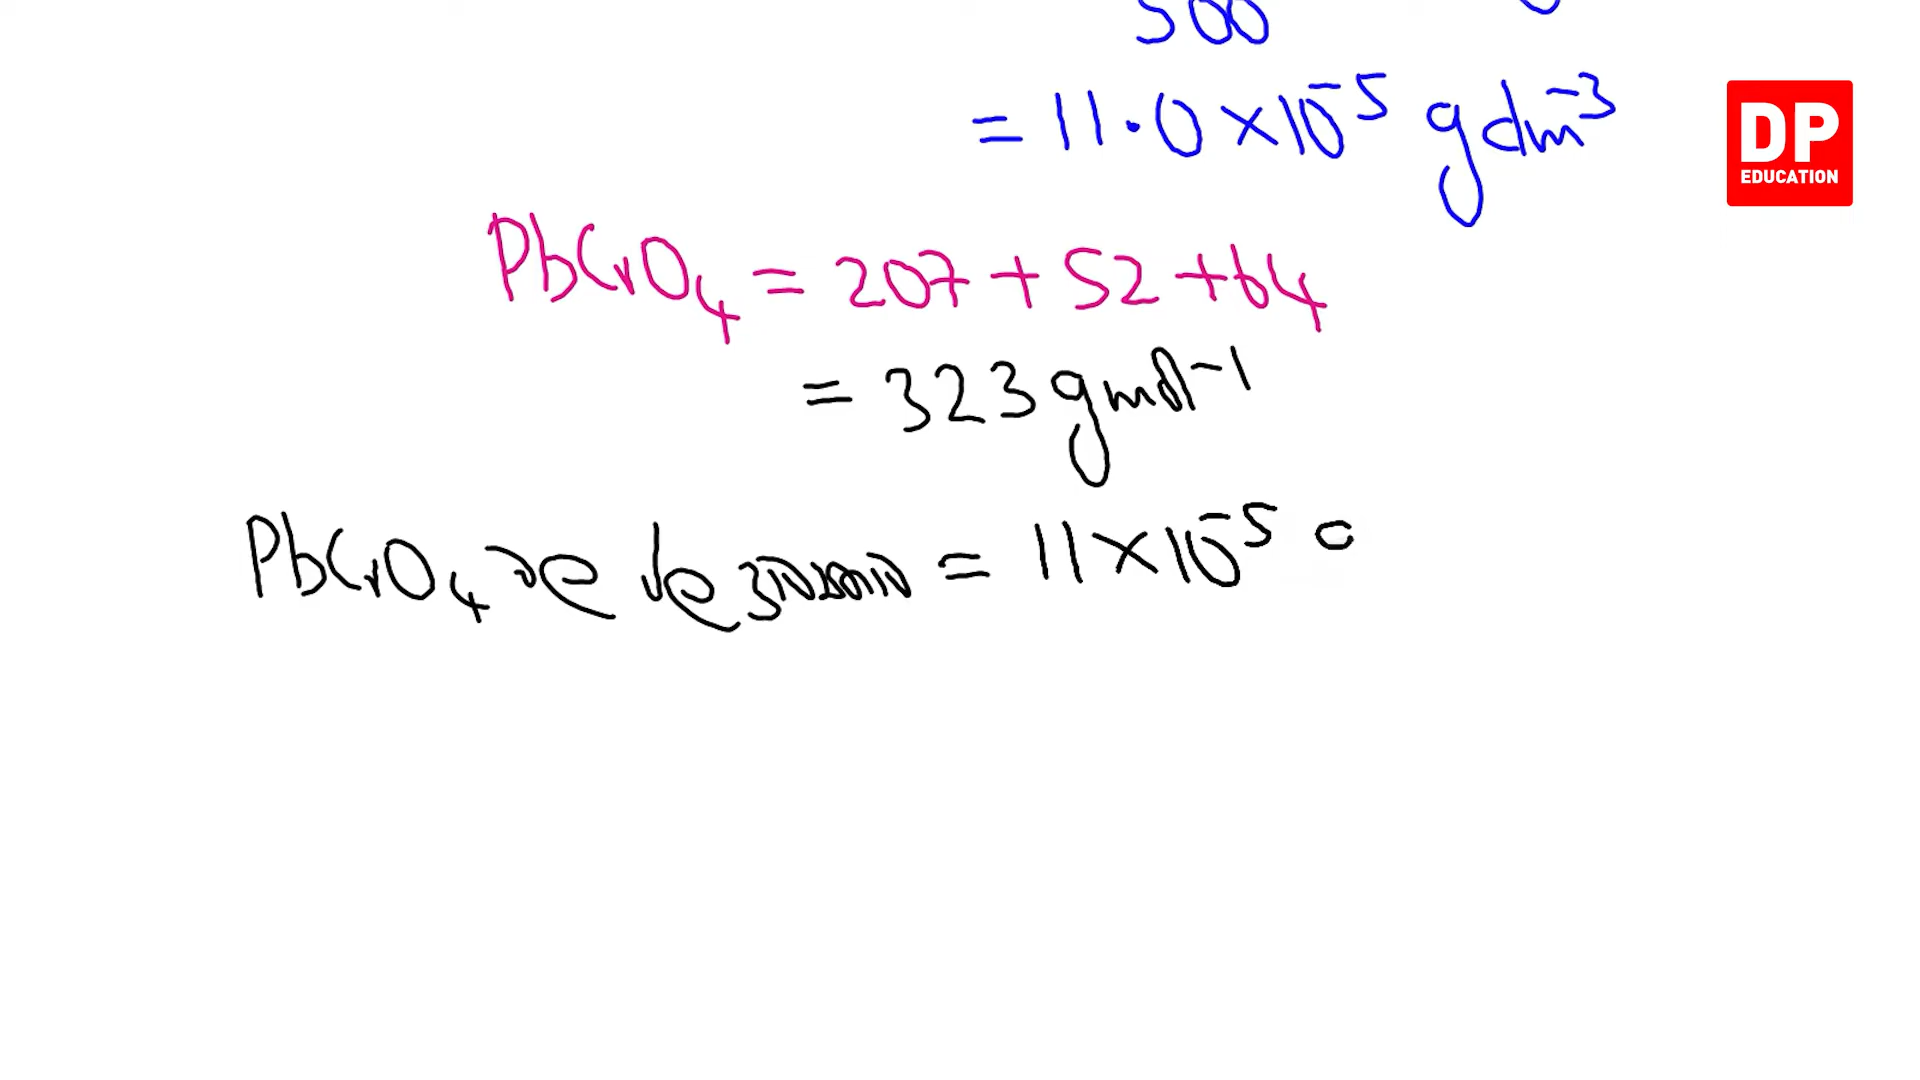 500
= 11.0 × 10⁻⁵ g dm⁻³
DP
EDUCATION
PbCrO₄ = 207 + 52 + 64
= 323 g mol⁻¹
PbCrO₄ = 11 × 10⁻⁵